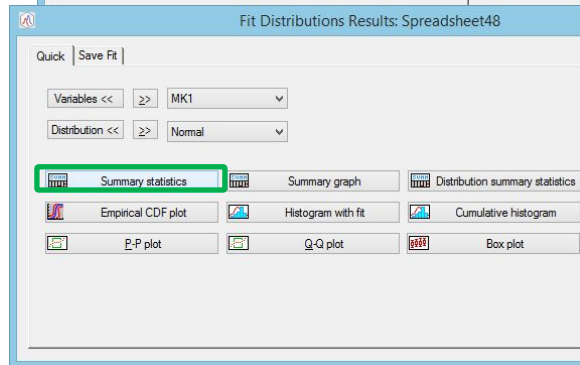 Fit Distributions Results: Spreadsheet48
Quick Save Fit
Variables << >> MK1
Distribution << >> Normal
Summary statistics Summary graph Distribution summary statistics
Empirical CDF plot Histogram with fit Cumulative histogram
P-P plot Q-Q plot Box plot